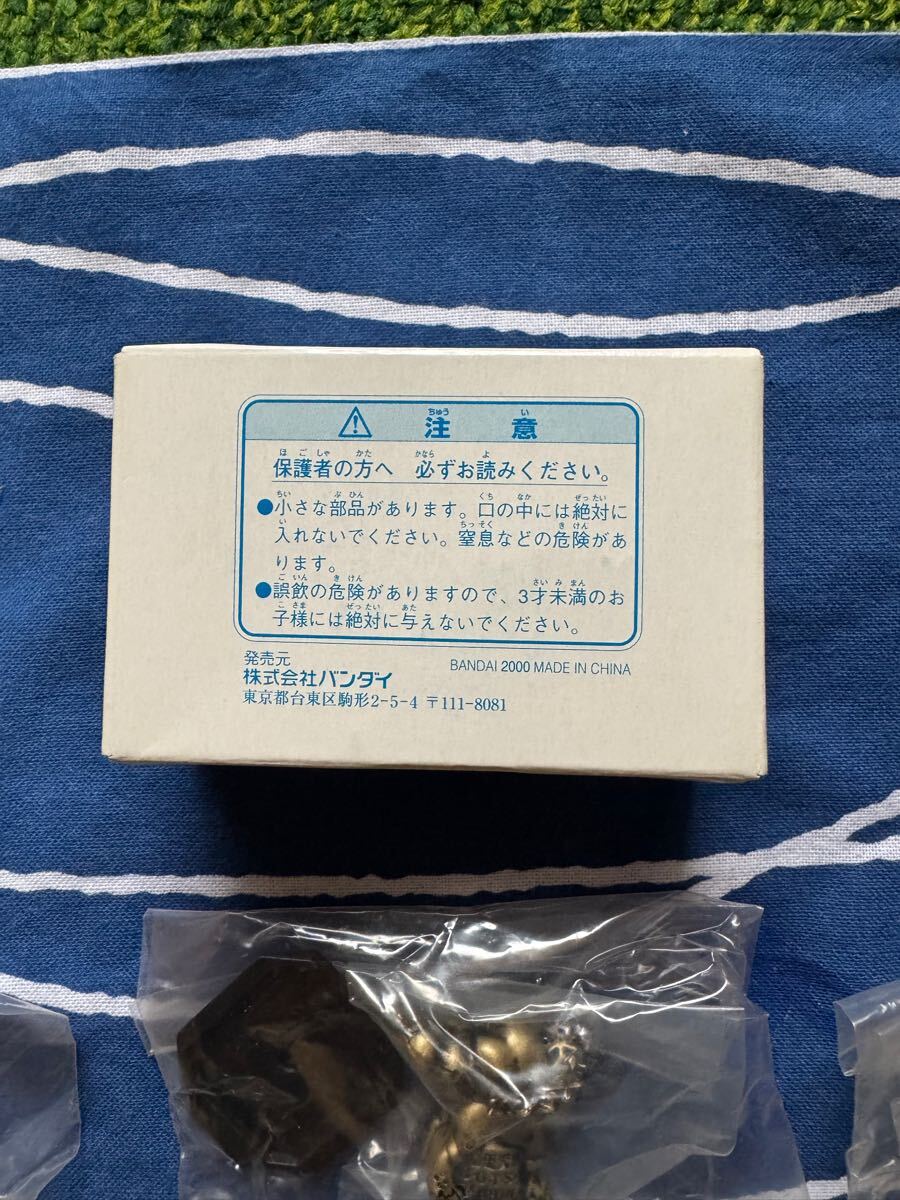 ⚠ 注意
保護者の方へ 必ずお読みください。
●小さな部品があります。口の中には絶対に
入れないでください。窒息などの危険があ
ります。
●誤飲の危険がありますので、3才未満のお
子様には絶対に与えないでください。
発売元
株式会社バンダイ
BANDAI 2000 MADE IN CHINA
東京都台東区駒形2-5-4 〒111-8081